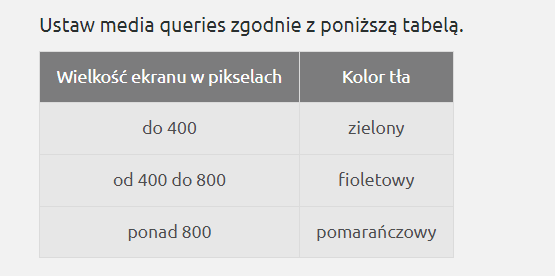 Ustaw media queries zgodnie z poniższą tabelą.
Wielkość ekranu w pikselach Kolor tła
do 400 zielony
od 400 do 800 fioletowy
ponad 800 pomarańczowy